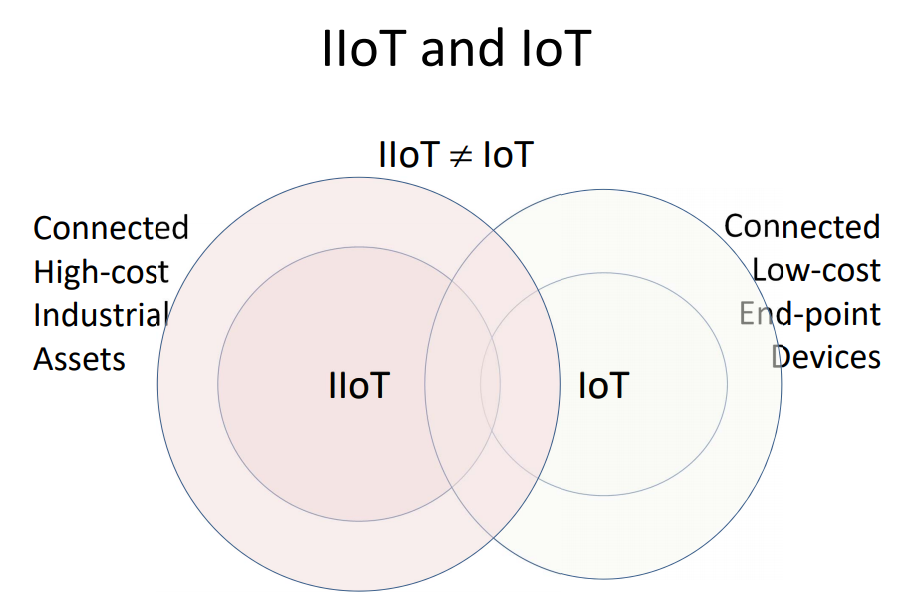 IIoT and IoT
IIoT ≠ IoT
Connected
High-cost
Industrial
Assets
IIoT
IoT
Connected
Low-cost
End-point
Devices